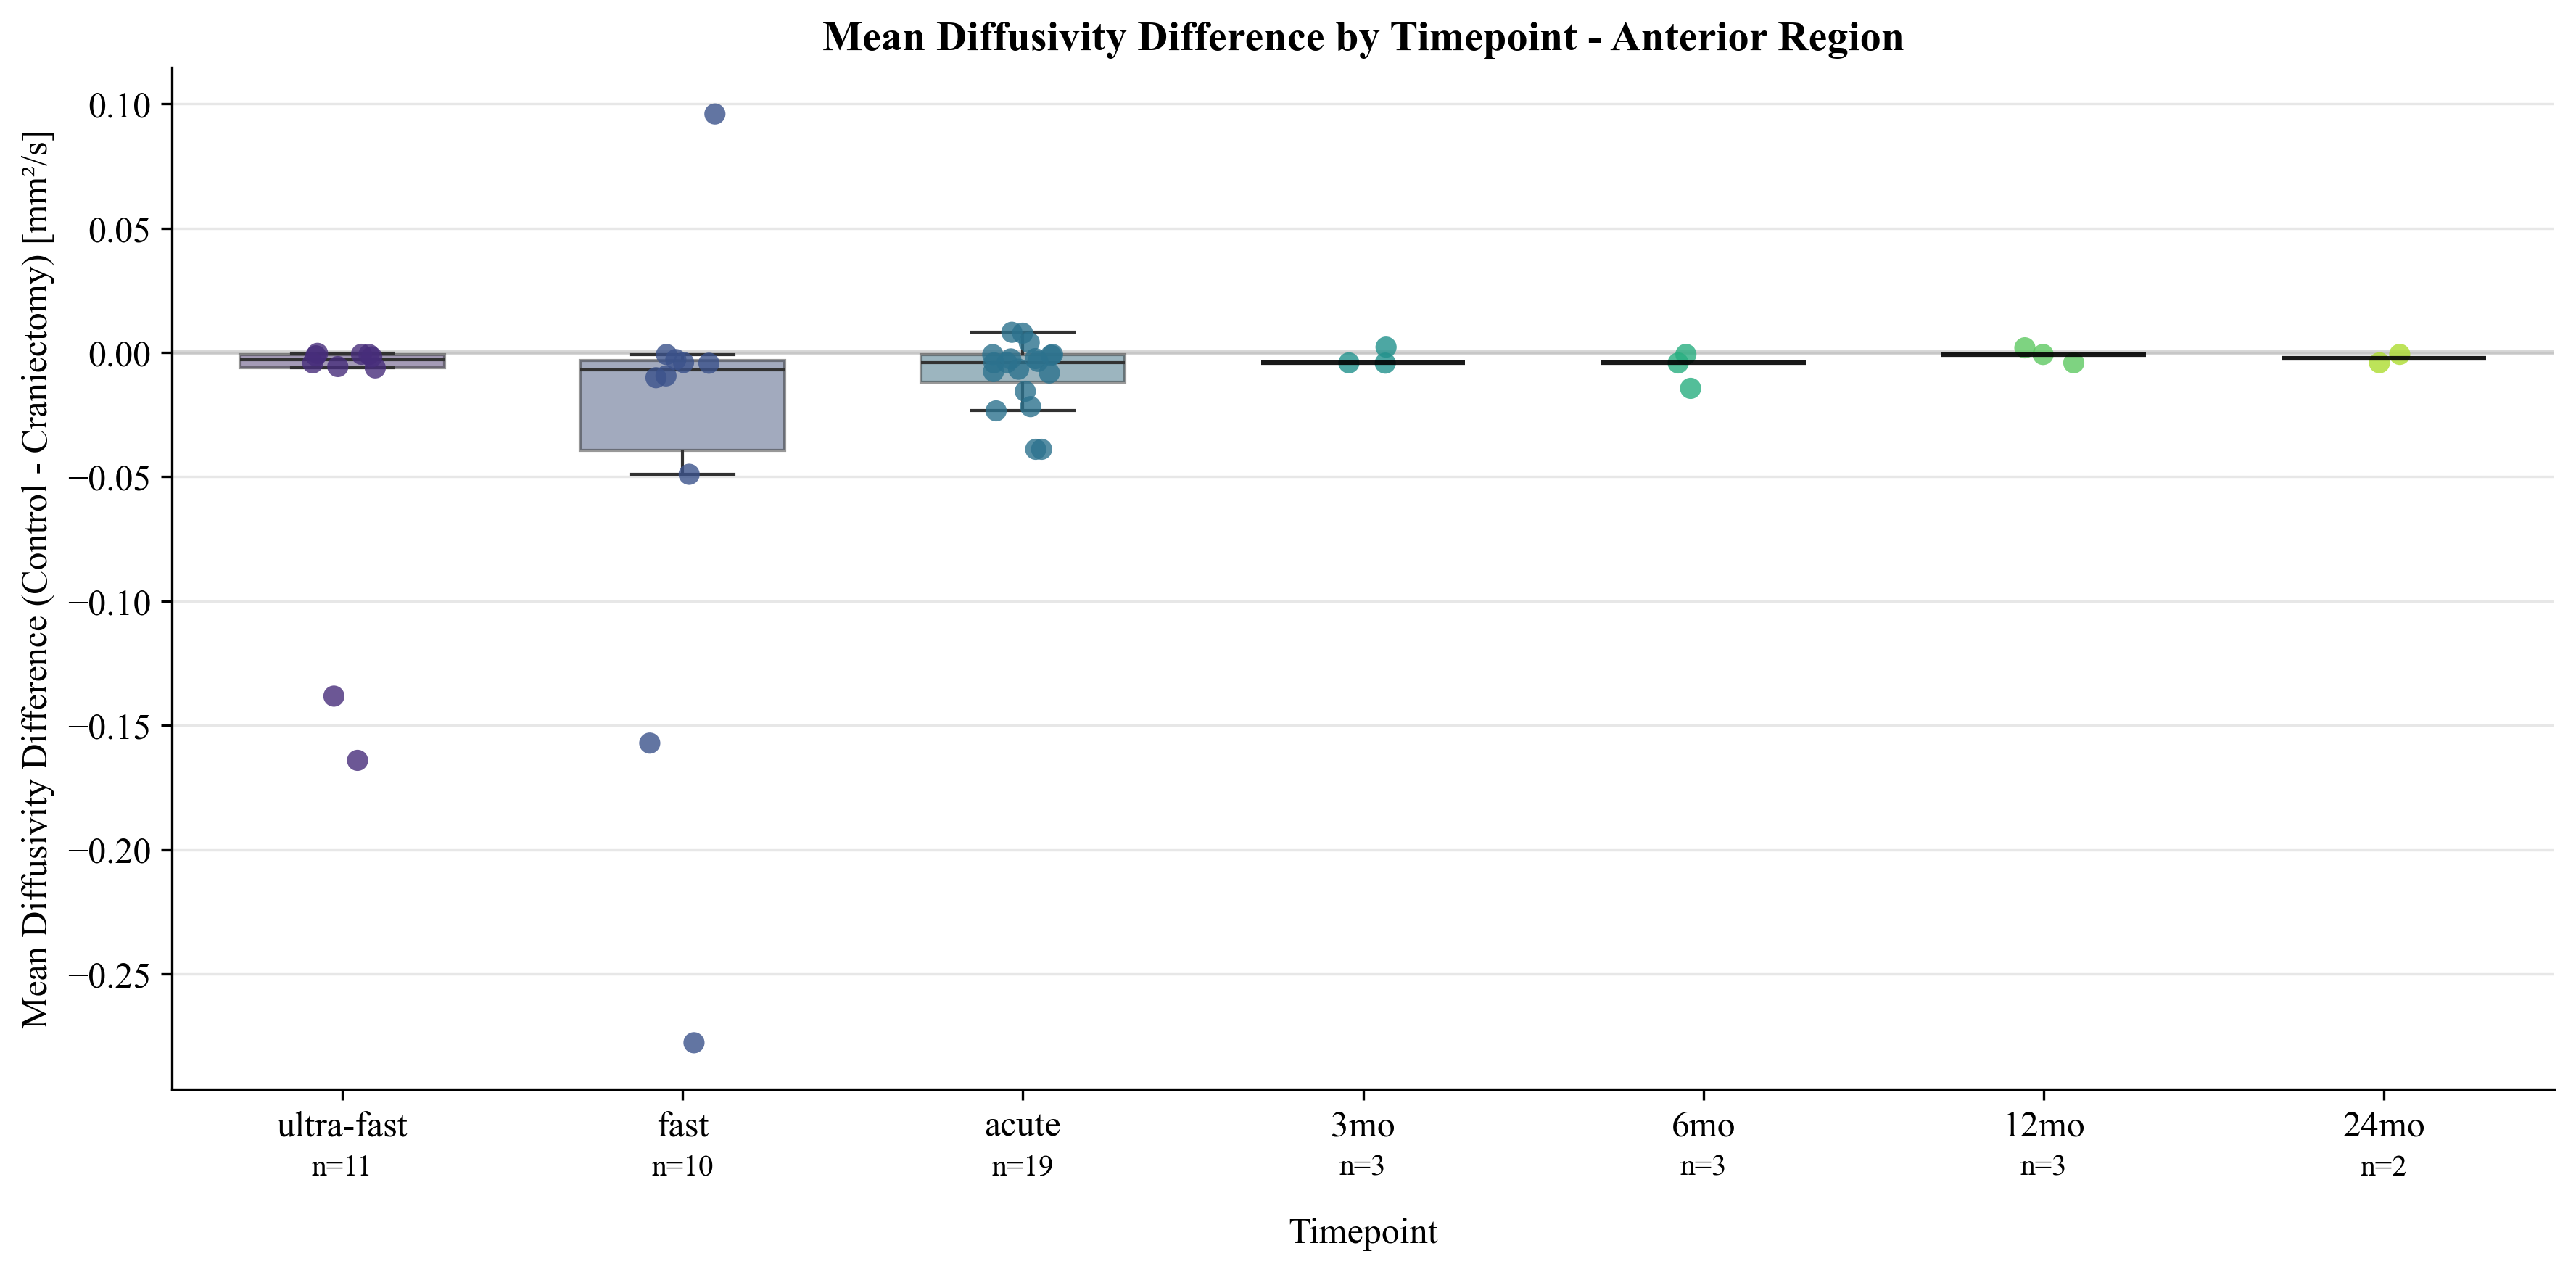 Mean Diffusivity Difference by Timepoint - Anterior Region
Mean Diffusivity Difference (Control - Craniectomy) [mm²/s]
0.10
0.05
0.00
−0.05
−0.10
−0.15
−0.20
−0.25
ultra-fast fast acute 3mo 6mo 12mo 24mo
n=11 n=10 n=19 n=3 n=3 n=3 n=2
Timepoint